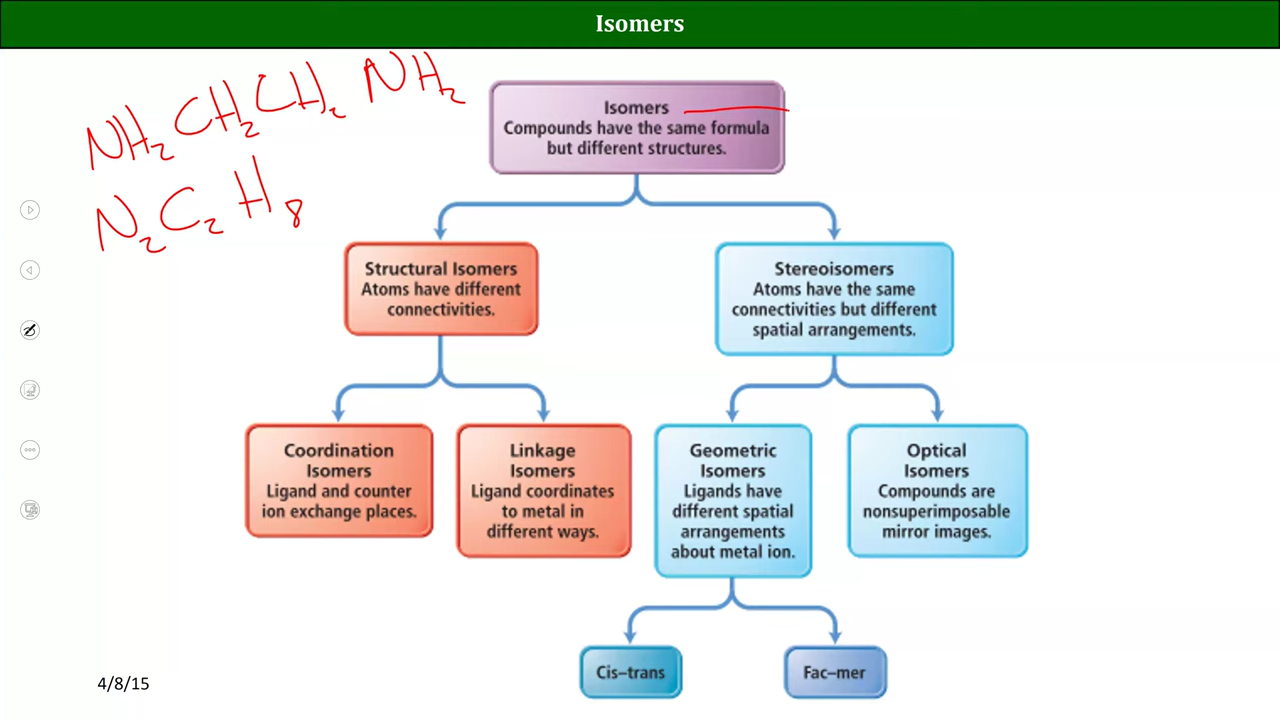 Isomers
NH2CH2CH2NH2
N2C2H8
Isomers
Compounds have the same formula
but different structures.
Structural Isomers
Atoms have different
connectivities.
Stereoisomers
Atoms have the same
connectivities but different
spatial arrangements.
Coordination
Isomers
Ligand and counter
ion exchange places.
Linkage
Isomers
Ligand coordinates
to metal in
different ways.
Geometric
Isomers
Ligands have
different spatial
arrangements
about metal ion.
Optical
Isomers
Compounds are
nonsuperimposable
mirror images.
Cis–trans
Fac–mer
4/8/15